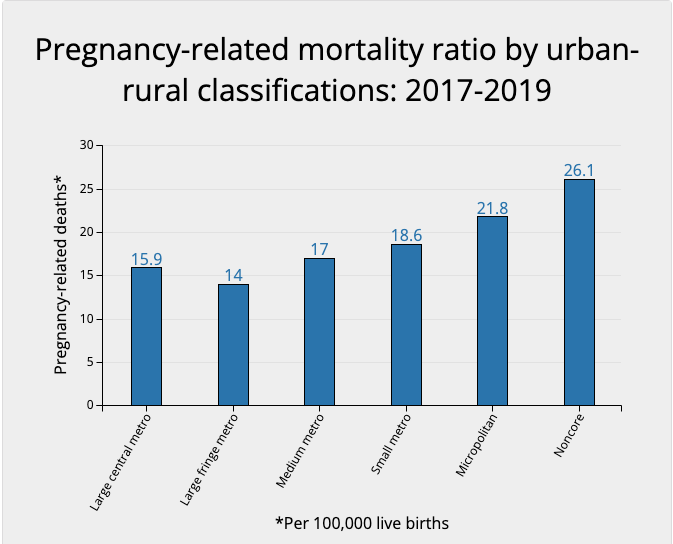 Pregnancy-related mortality ratio by urban-
rural classifications: 2017-2019
Pregnancy-related deaths*
30
25
20
15
10
5
0
15.9
14
17
18.6
21.8
26.1
Large central metro
Large fringe metro
Medium metro
Small metro
Micropolitan
Noncore
*Per 100,000 live births